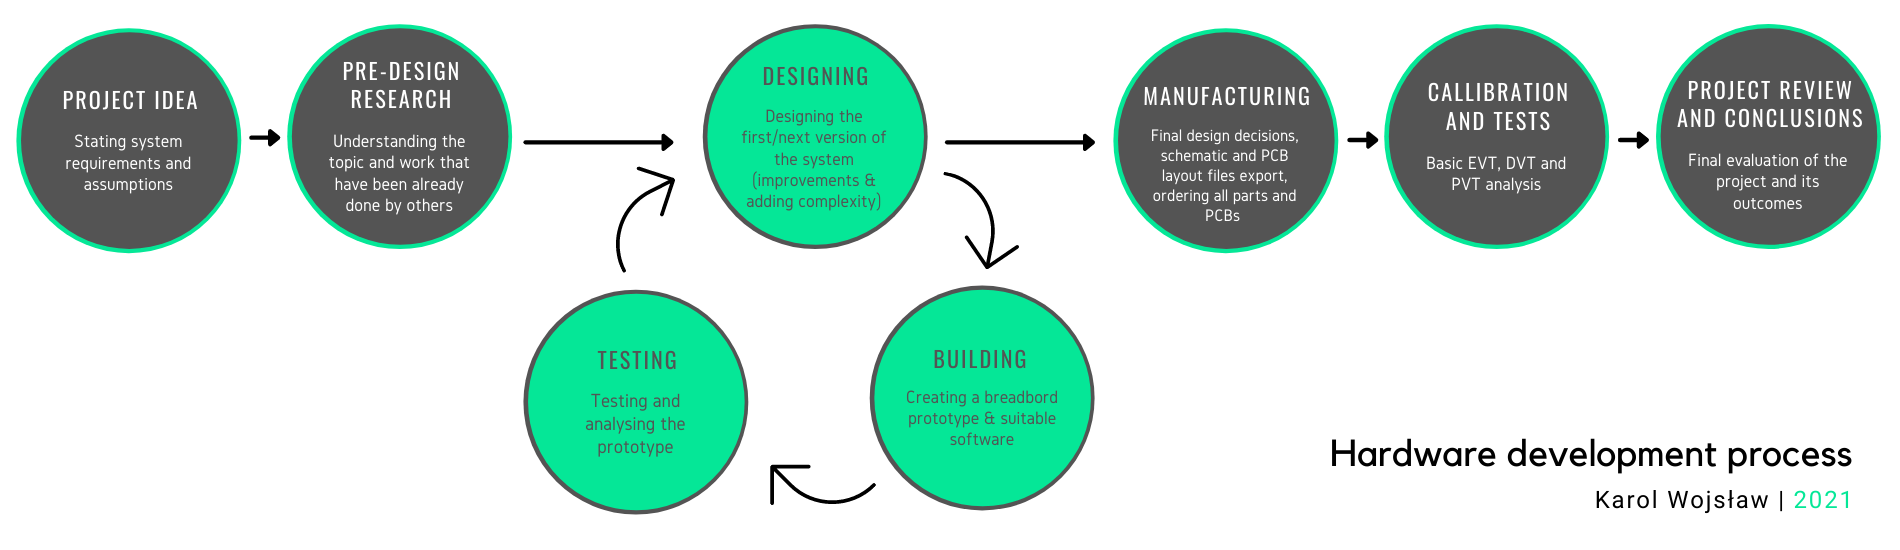 PROJECT IDEA
Stating system
requirements and
assumptions
PRE-DESIGN
RESEARCH
Understanding the
topic and work that
have been already
done by others
DESIGNING
Designing the
first/next version of
the system
(improvements &
adding complexity)
MANUFACTURING
Final design decisions,
schematic and PCB
layout files export,
ordering all parts and
PCBs
CALLIBRATION
AND TESTS
Basic EVT, DVT and
PVT analysis
PROJECT REVIEW
AND CONCLUSIONS
Final evaluation of the
project and its
outcomes
TESTING
Testing and
analysing the
prototype
BUILDING
Creating a breadbord
prototype & suitable
software
Hardware development process
Karol Wojsław | 2021